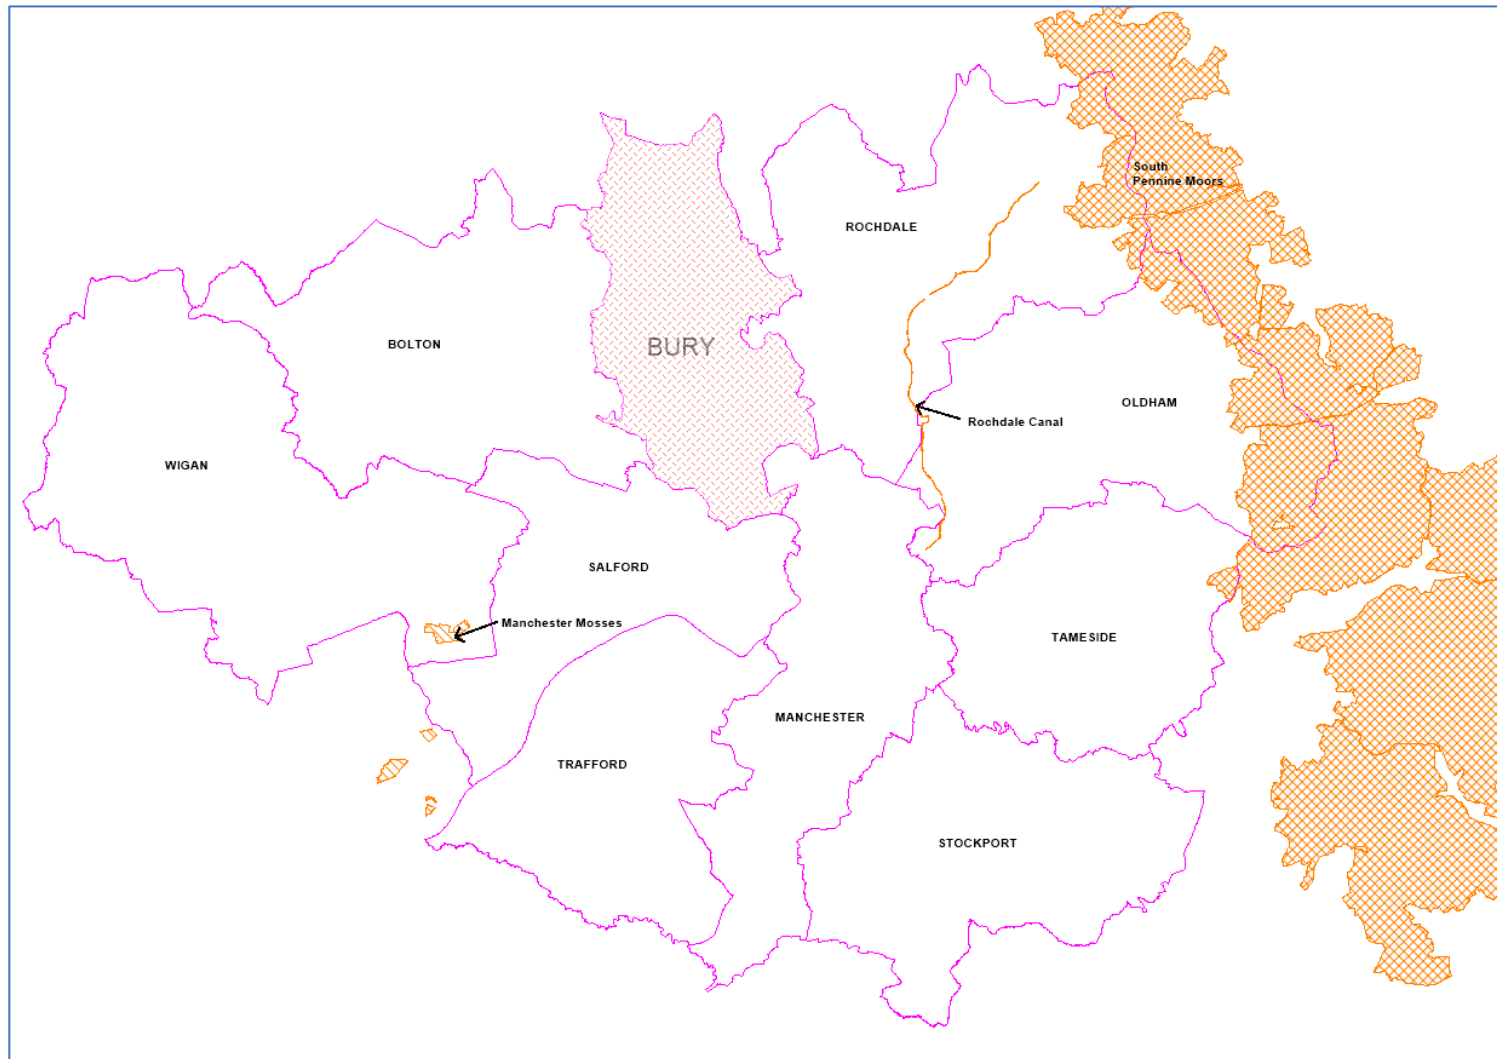 South
Pennine Moors
ROCHDALE
BOLTON
BURY
OLDHAM
Rochdale Canal
WIGAN
SALFORD
Manchester Mosses
TAMESIDE
MANCHESTER
TRAFFORD
STOCKPORT